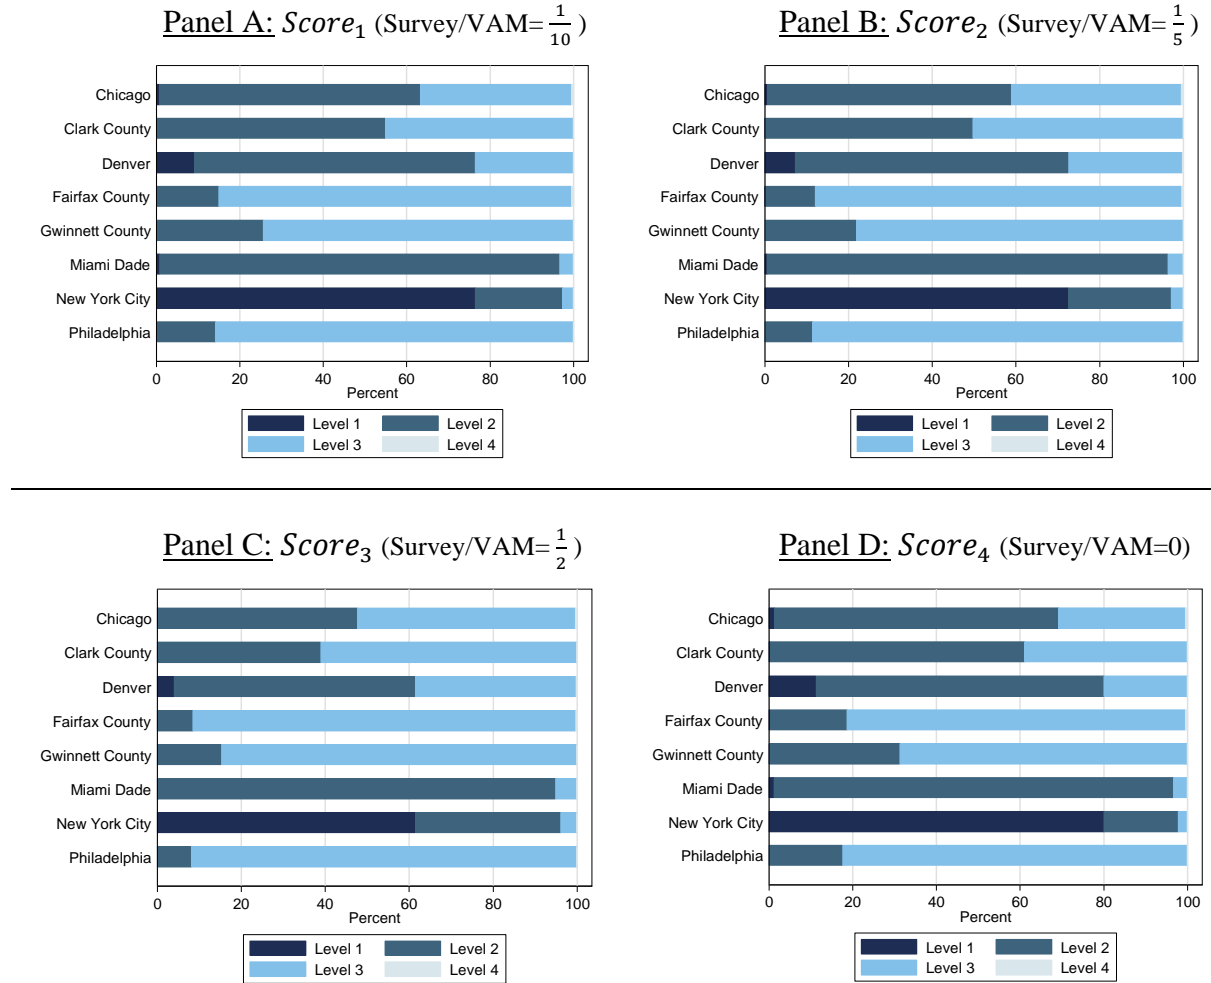 Panel A: Score₁ (Survey/VAM=1/10)
Chicago
Clark County
Denver
Fairfax County
Gwinnett County
Miami Dade
New York City
Philadelphia
0 20 40 60 80 100
Percent
Level 1 Level 2
Level 3 Level 4
Panel B: Score₂ (Survey/VAM=1/5)
Chicago
Clark County
Denver
Fairfax County
Gwinnett County
Miami Dade
New York City
Philadelphia
0 20 40 60 80 100
Percent
Level 1 Level 2
Level 3 Level 4
Panel C: Score₃ (Survey/VAM=1/2)
Chicago
Clark County
Denver
Fairfax County
Gwinnett County
Miami Dade
New York City
Philadelphia
0 20 40 60 80 100
Percent
Level 1 Level 2
Level 3 Level 4
Panel D: Score₄ (Survey/VAM=0)
Chicago
Clark County
Denver
Fairfax County
Gwinnett County
Miami Dade
New York City
Philadelphia
0 20 40 60 80 100
Percent
Level 1 Level 2
Level 3 Level 4